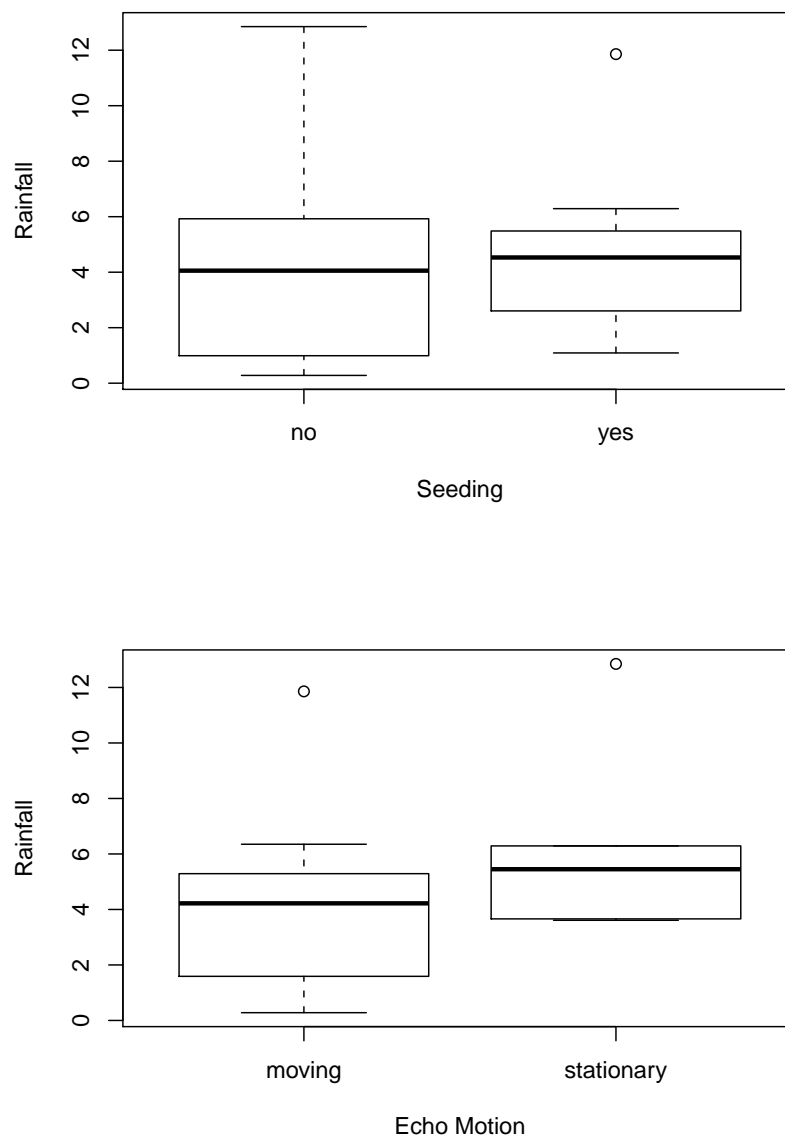 12
10
8
6
4
2
0
Rainfall
no
yes
Seeding
12
10
8
6
4
2
0
Rainfall
moving
stationary
Echo Motion